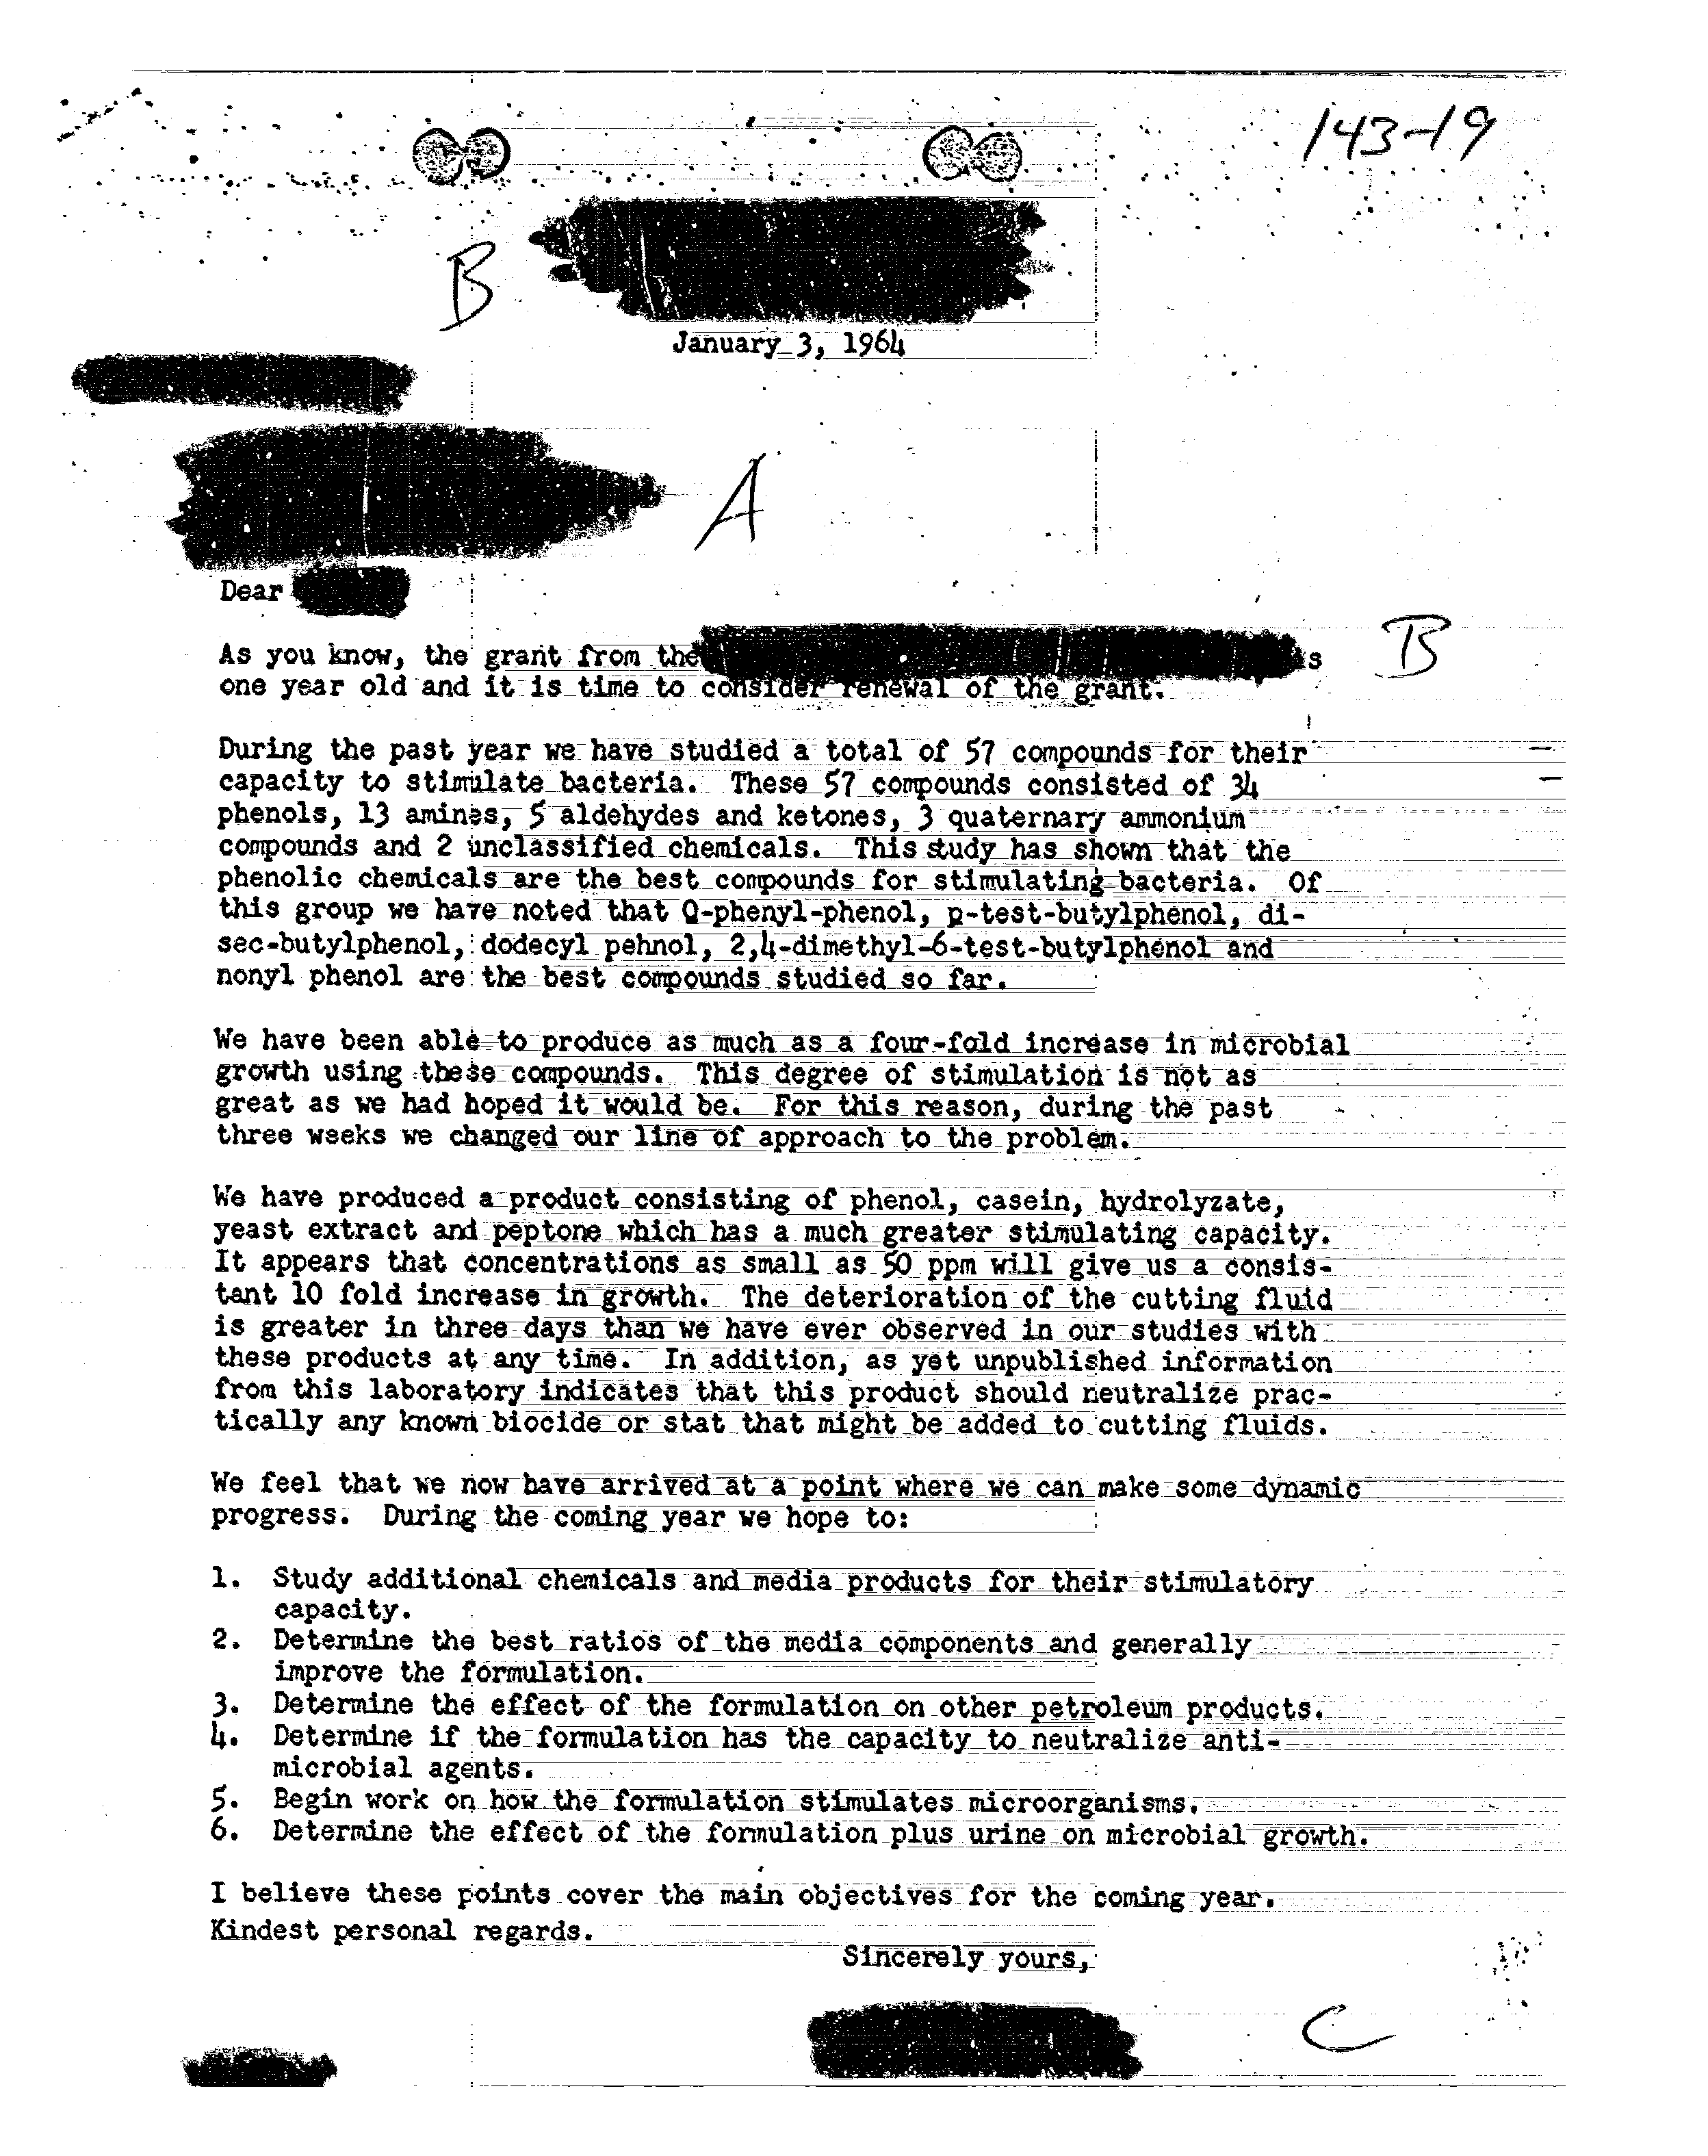 143-19
B
January 3, 1964
A
Dear
As you know, the grant from the s B
one year old and it is time to consider renewal of the grant.
During the past year we have studied a total of 57 compounds for their
capacity to stimulate bacteria. These 57 compounds consisted of 34
phenols, 13 amines, 5 aldehydes and ketones, 3 quaternary ammonium
compounds and 2 unclassified chemicals. This study has shown that the
phenolic chemicals are the best compounds for stimulating bacteria. Of
this group we have noted that O-phenyl-phenol, p-test-butylphenol, di-
sec-butylphenol, dodecyl pehnol, 2,4-dimethyl-6-test-butylphenol and
nonyl phenol are the best compounds studied so far.
We have been able to produce as much as a four-fold increase in microbial
growth using these compounds. This degree of stimulation is not as
great as we had hoped it would be. For this reason, during the past
three weeks we changed our line of approach to the problem.
We have produced a product consisting of phenol, casein, hydrolyzate,
yeast extract and peptone which has a much greater stimulating capacity.
It appears that concentrations as small as 50 ppm will give us a consis-
tant 10 fold increase in growth. The deterioration of the cutting fluid
is greater in three days than we have ever observed in our studies with
these products at any time. In addition, as yet unpublished information
from this laboratory indicates that this product should neutralize prac-
tically any known biocide or stat that might be added to cutting fluids.
We feel that we now have arrived at a point where we can make some dynamic
progress. During the coming year we hope to:
1. Study additional chemicals and media products for their stimulatory
capacity.
2. Determine the best ratios of the media components and generally
improve the formulation.
3. Determine the effect of the formulation on other petroleum products.
4. Determine if the formulation has the capacity to neutralize anti-
microbial agents.
5. Begin work on how the formulation stimulates microorganisms.
6. Determine the effect of the formulation plus urine on microbial growth.
I believe these points cover the main objectives for the coming year.
Kindest personal regards.
Sincerely yours,
C